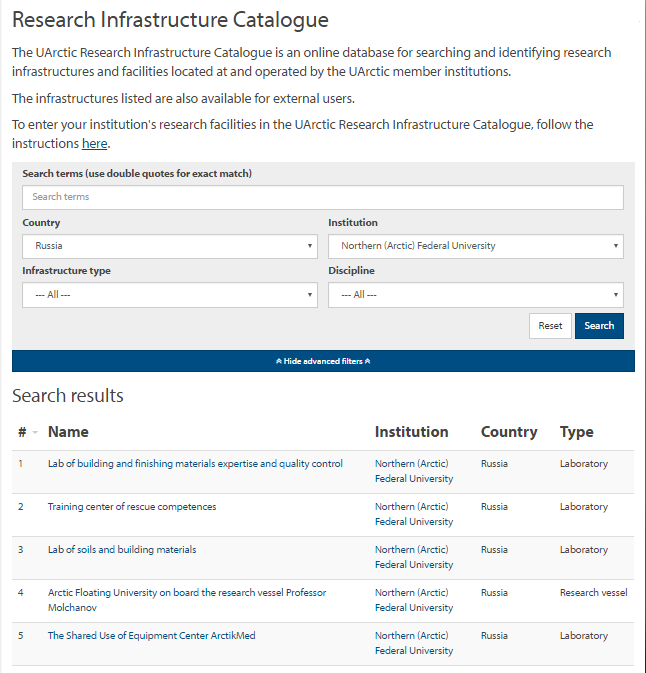 Research Infrastructure Catalogue
The UArctic Research Infrastructure Catalogue is an online database for searching and identifying research
infrastructures and facilities located at and operated by the UArctic member institutions.
The infrastructures listed are also available for external users.
To enter your institution's research facilities in the UArctic Research Infrastructure Catalogue, follow the
instructions here.
Search terms (use double quotes for exact match)
Search terms
Country Institution
Russia Northern (Arctic) Federal University
Infrastructure type Discipline
--- All --- --- All ---
Reset Search
Hide advanced filters
Search results
# Name Institution Country Type
1 Lab of building and finishing materials expertise and quality control Northern (Arctic) Russia Laboratory
Federal University
2 Training center of rescue competences Northern (Arctic) Russia Laboratory
Federal University
3 Lab of soils and building materials Northern (Arctic) Russia Laboratory
Federal University
4 Arctic Floating University on board the research vessel Professor Northern (Arctic) Russia Research vessel
Molchanov Federal University
5 The Shared Use of Equipment Center ArctikMed Northern (Arctic) Russia Laboratory
Federal University